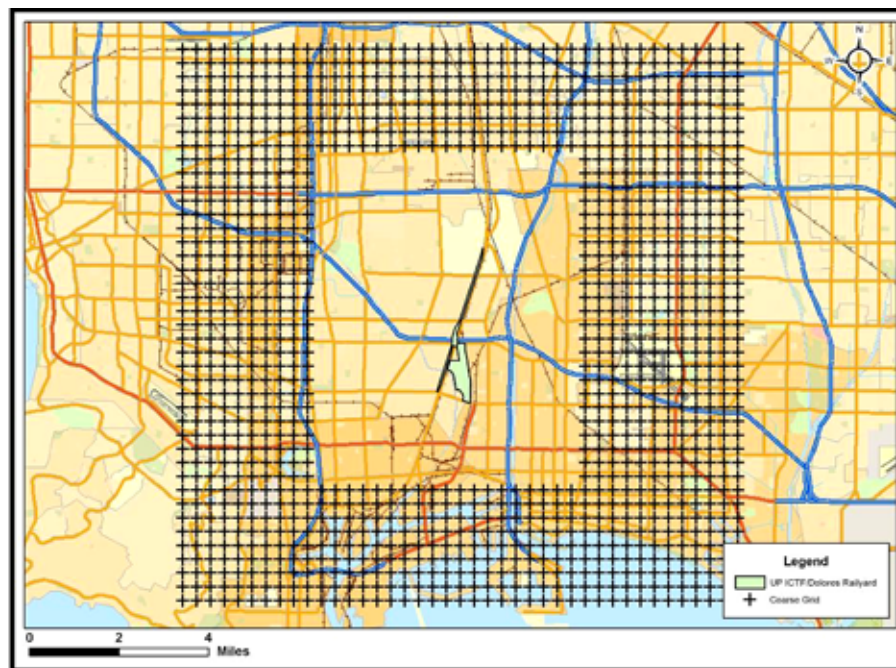 N
W E
S
Legend
UP ICTF/Dolores Railyard
Coarse Grid
0 2 4
Miles